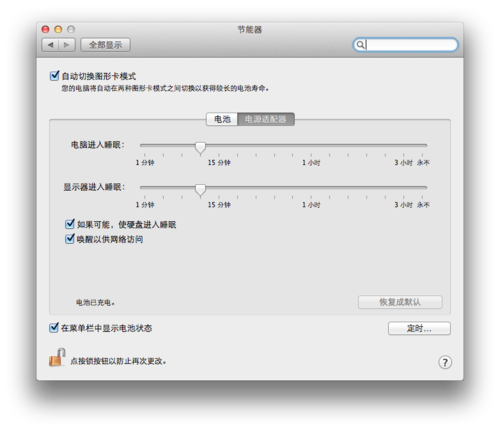 节能器
全部显示
自动切换图形卡模式
您的电脑将自动在两种图形卡模式之间切换以获得较长的电池寿命。
电池 电源适配器
电脑进入睡眠：
1 分钟 15 分钟 1 小时 3 小时 永不
显示器进入睡眠：
1 分钟 15 分钟 1 小时 3 小时 永不
如果可能，使硬盘进入睡眠
唤醒以供网络访问
电池已充电。 恢复成默认
在菜单栏中显示电池状态 定时...
点按锁按钮以防止再次更改。 ?